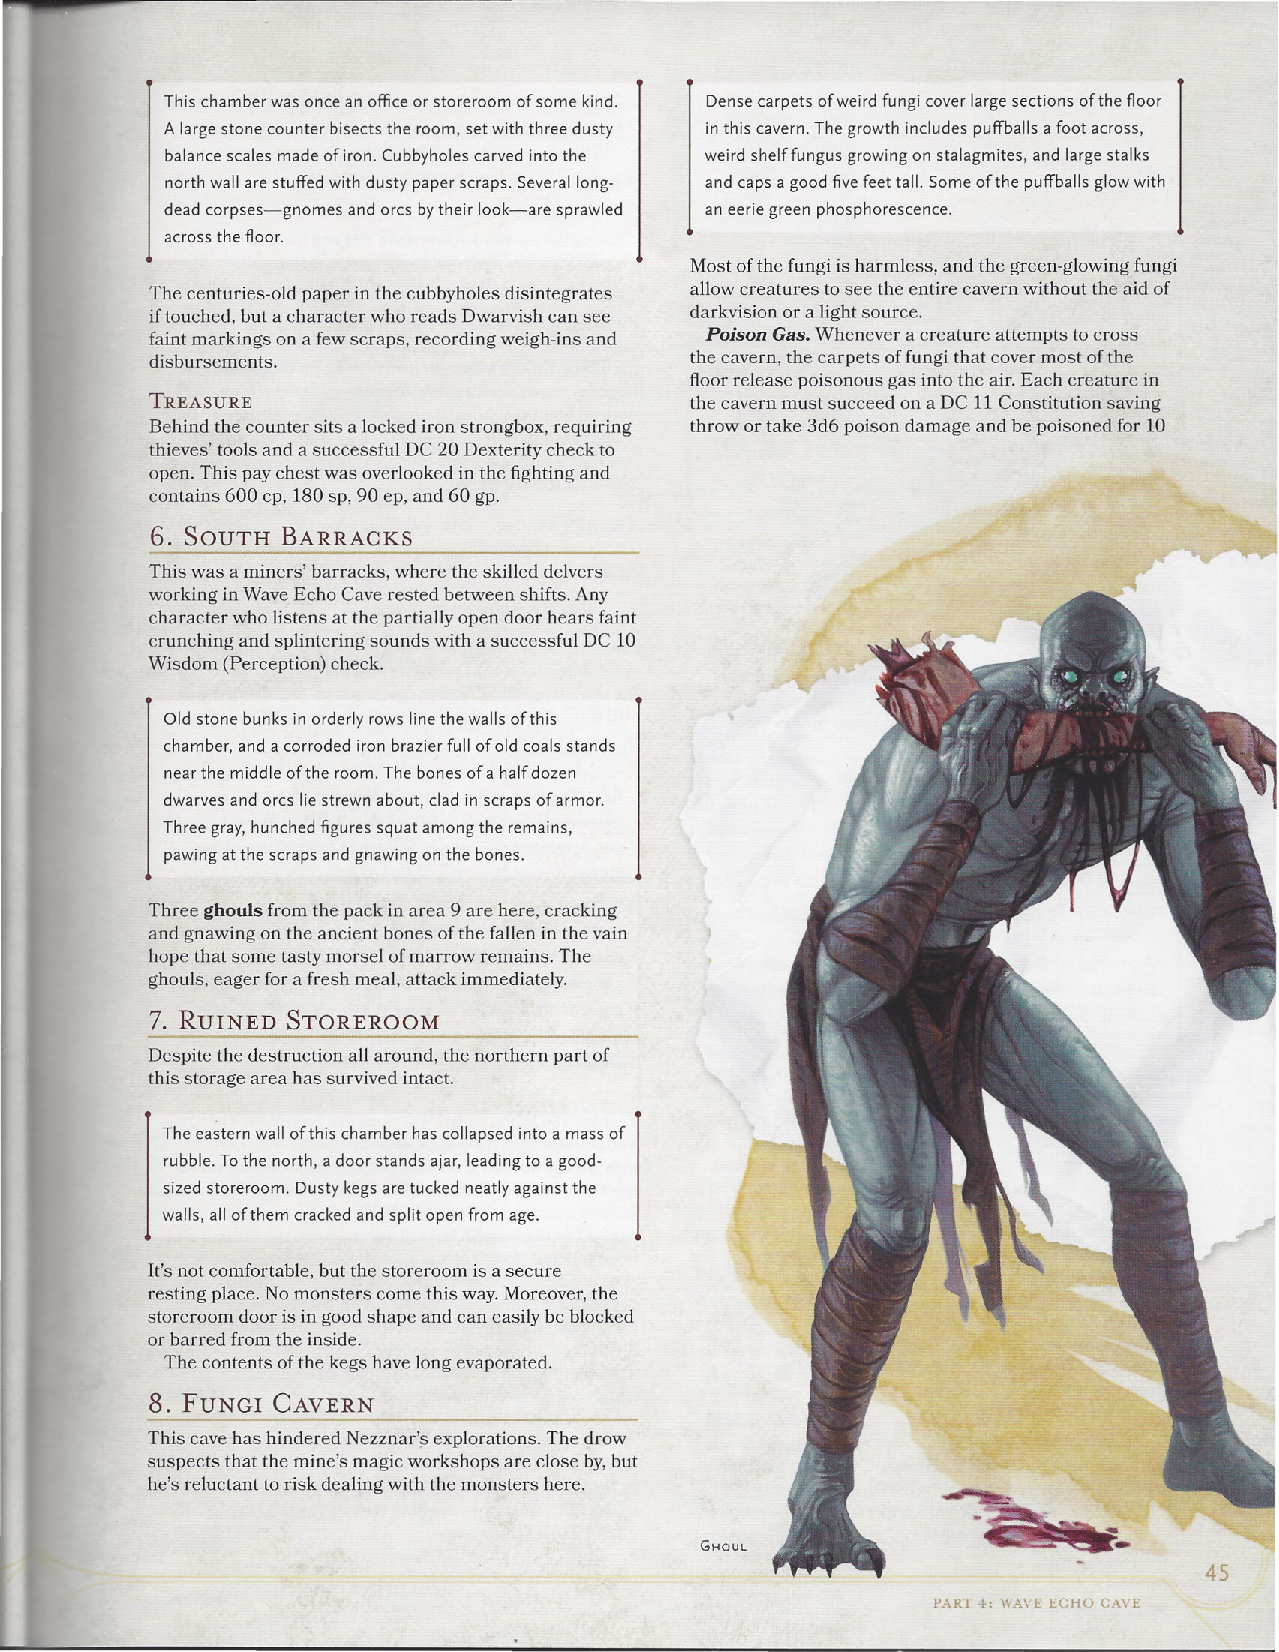 This chamber was once an office or storeroom of some kind.
A large stone counter bisects the room, set with three dusty
balance scales made of iron. Cubbyholes carved into the
north wall are stuffed with dusty paper scraps. Several long-
dead corpses—gnomes and orcs by their look—are sprawled
across the floor.
The centuries-old paper in the cubbyholes disintegrates
if touched, but a character who reads Dwarvish can see
faint markings on a few scraps, recording weigh-ins and
disbursements.
Treasure
Behind the counter sits a locked iron strongbox, requiring
thieves' tools and a successful DC 20 Dexterity check to
open. This pay chest was overlooked in the fighting and
contains 600 cp, 180 sp, 90 ep, and 60 gp.
6. South Barracks
This was a miners' barracks, where the skilled delvers
working in Wave Echo Cave rested between shifts. Any
character who listens at the partially open door hears faint
crunching and splintering sounds with a successful DC 10
Wisdom (Perception) check.
Old stone bunks in orderly rows line the walls of this
chamber, and a corroded iron brazier full of old coals stands
near the middle of the room. The bones of a half dozen
dwarves and orcs lie strewn about, clad in scraps of armor.
Three gray, hunched figures squat among the remains,
pawing at the scraps and gnawing on the bones.
Three ghouls from the pack in area 9 are here, cracking
and gnawing on the ancient bones of the fallen in the vain
hope that some tasty morsel of marrow remains. The
ghouls, eager for a fresh meal, attack immediately.
7. Ruined Storeroom
Despite the destruction all around, the northern part of
this storage area has survived intact.
The eastern wall of this chamber has collapsed into a mass of
rubble. To the north, a door stands ajar, leading to a good-
sized storeroom. Dusty kegs are tucked neatly against the
walls, all of them cracked and split open from age.
It's not comfortable, but the storeroom is a secure
resting place. No monsters come this way. Moreover, the
storeroom door is in good shape and can easily be blocked
or barred from the inside.
The contents of the kegs have long evaporated.
8. Fungi Cavern
This cave has hindered Nezznar's explorations. The drow
suspects that the mine's magic workshops are close by, but
he's reluctant to risk dealing with the monsters here.
Dense carpets of weird fungi cover large sections of the floor
in this cavern. The growth includes puffballs a foot across,
weird shelf fungus growing on stalagmites, and large stalks
and caps a good five feet tall. Some of the puffballs glow with
an eerie green phosphorescence.
Most of the fungi is harmless, and the green-glowing fungi
allow creatures to see the entire cavern without the aid of
darkvision or a light source.
Poison Gas. Whenever a creature attempts to cross
the cavern, the carpets of fungi that cover most of the
floor release poisonous gas into the air. Each creature in
the cavern must succeed on a DC 11 Constitution saving
throw or take 3d6 poison damage and be poisoned for 10
Ghoul
45
PART 4: WAVE ECHO CAVE